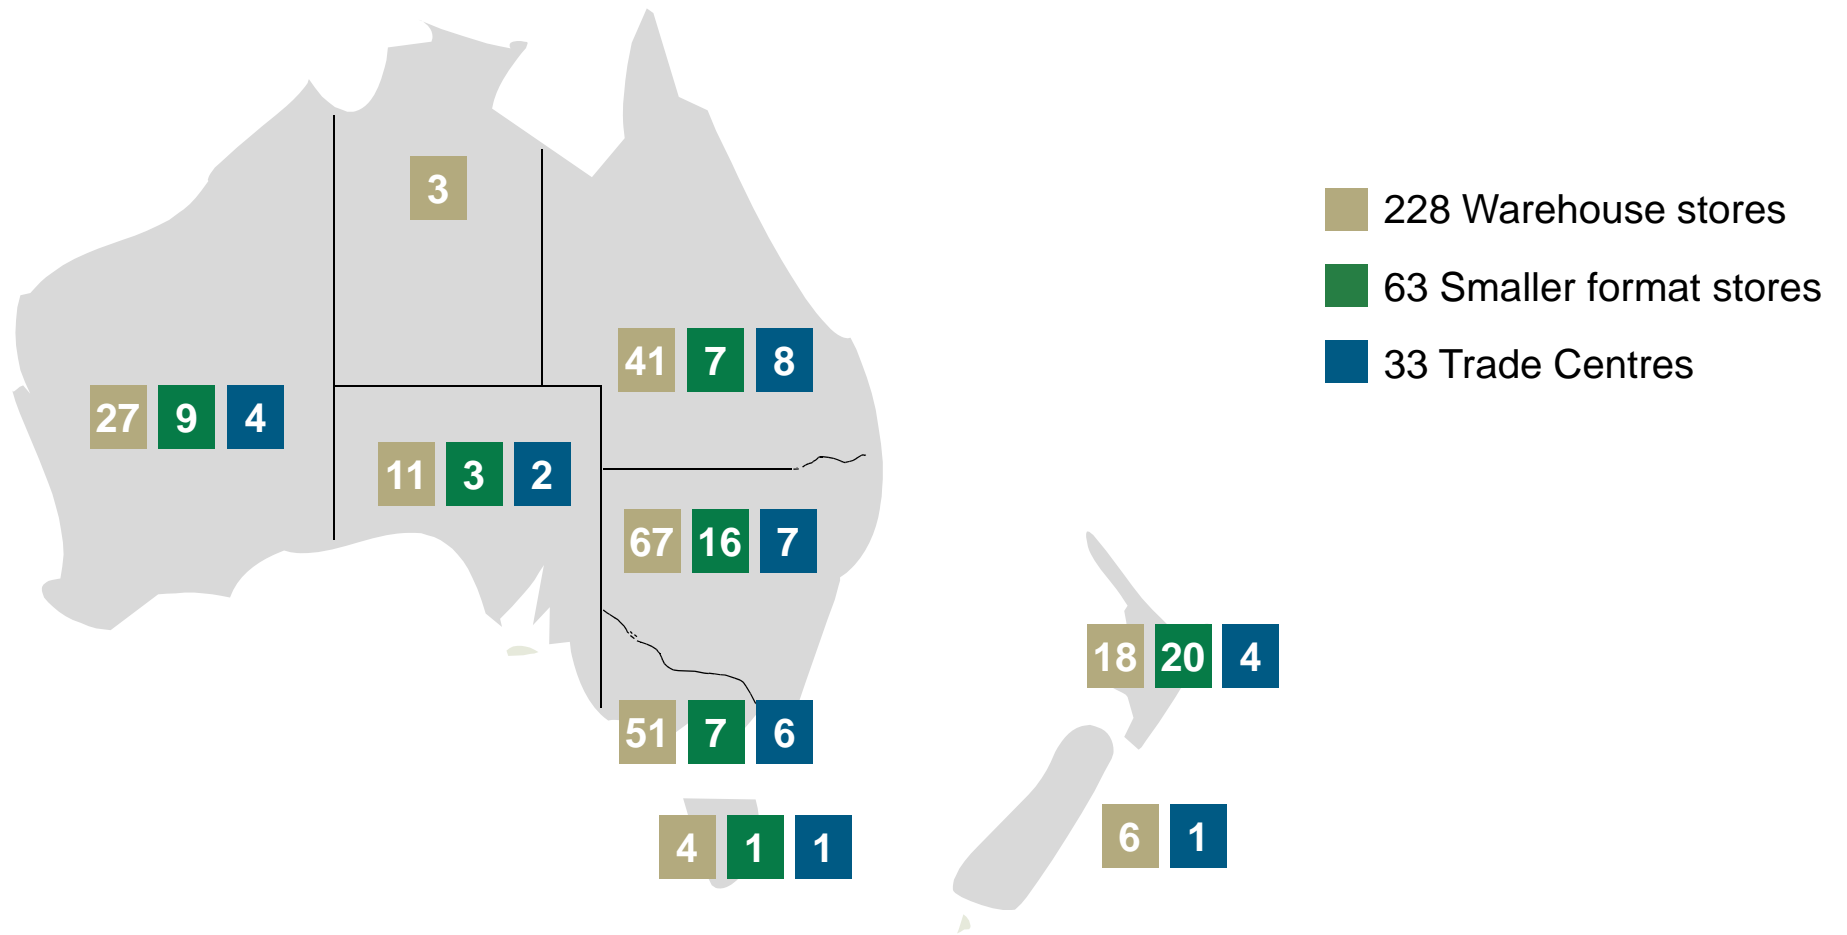 3
228 Warehouse stores
63 Smaller format stores
33 Trade Centres
41 7 8
27 9 4
11 3 2
67 16 7
18 20 4
51 7 6
4 1 1
6 1